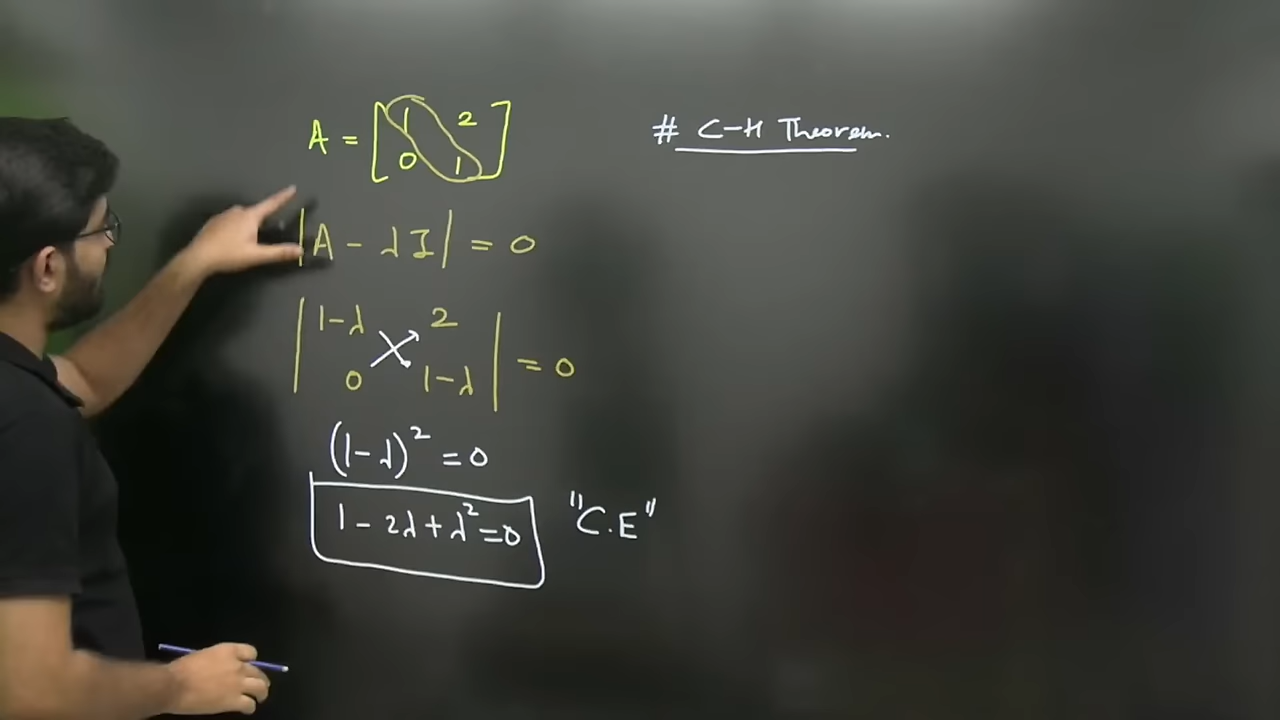 A = [1 2
0 1]
|A - λI| = 0
|1-λ 2
0 1-λ| = 0
(1-λ)² = 0
1 - 2λ + λ² = 0 "C.E"
# C-H Theorem.